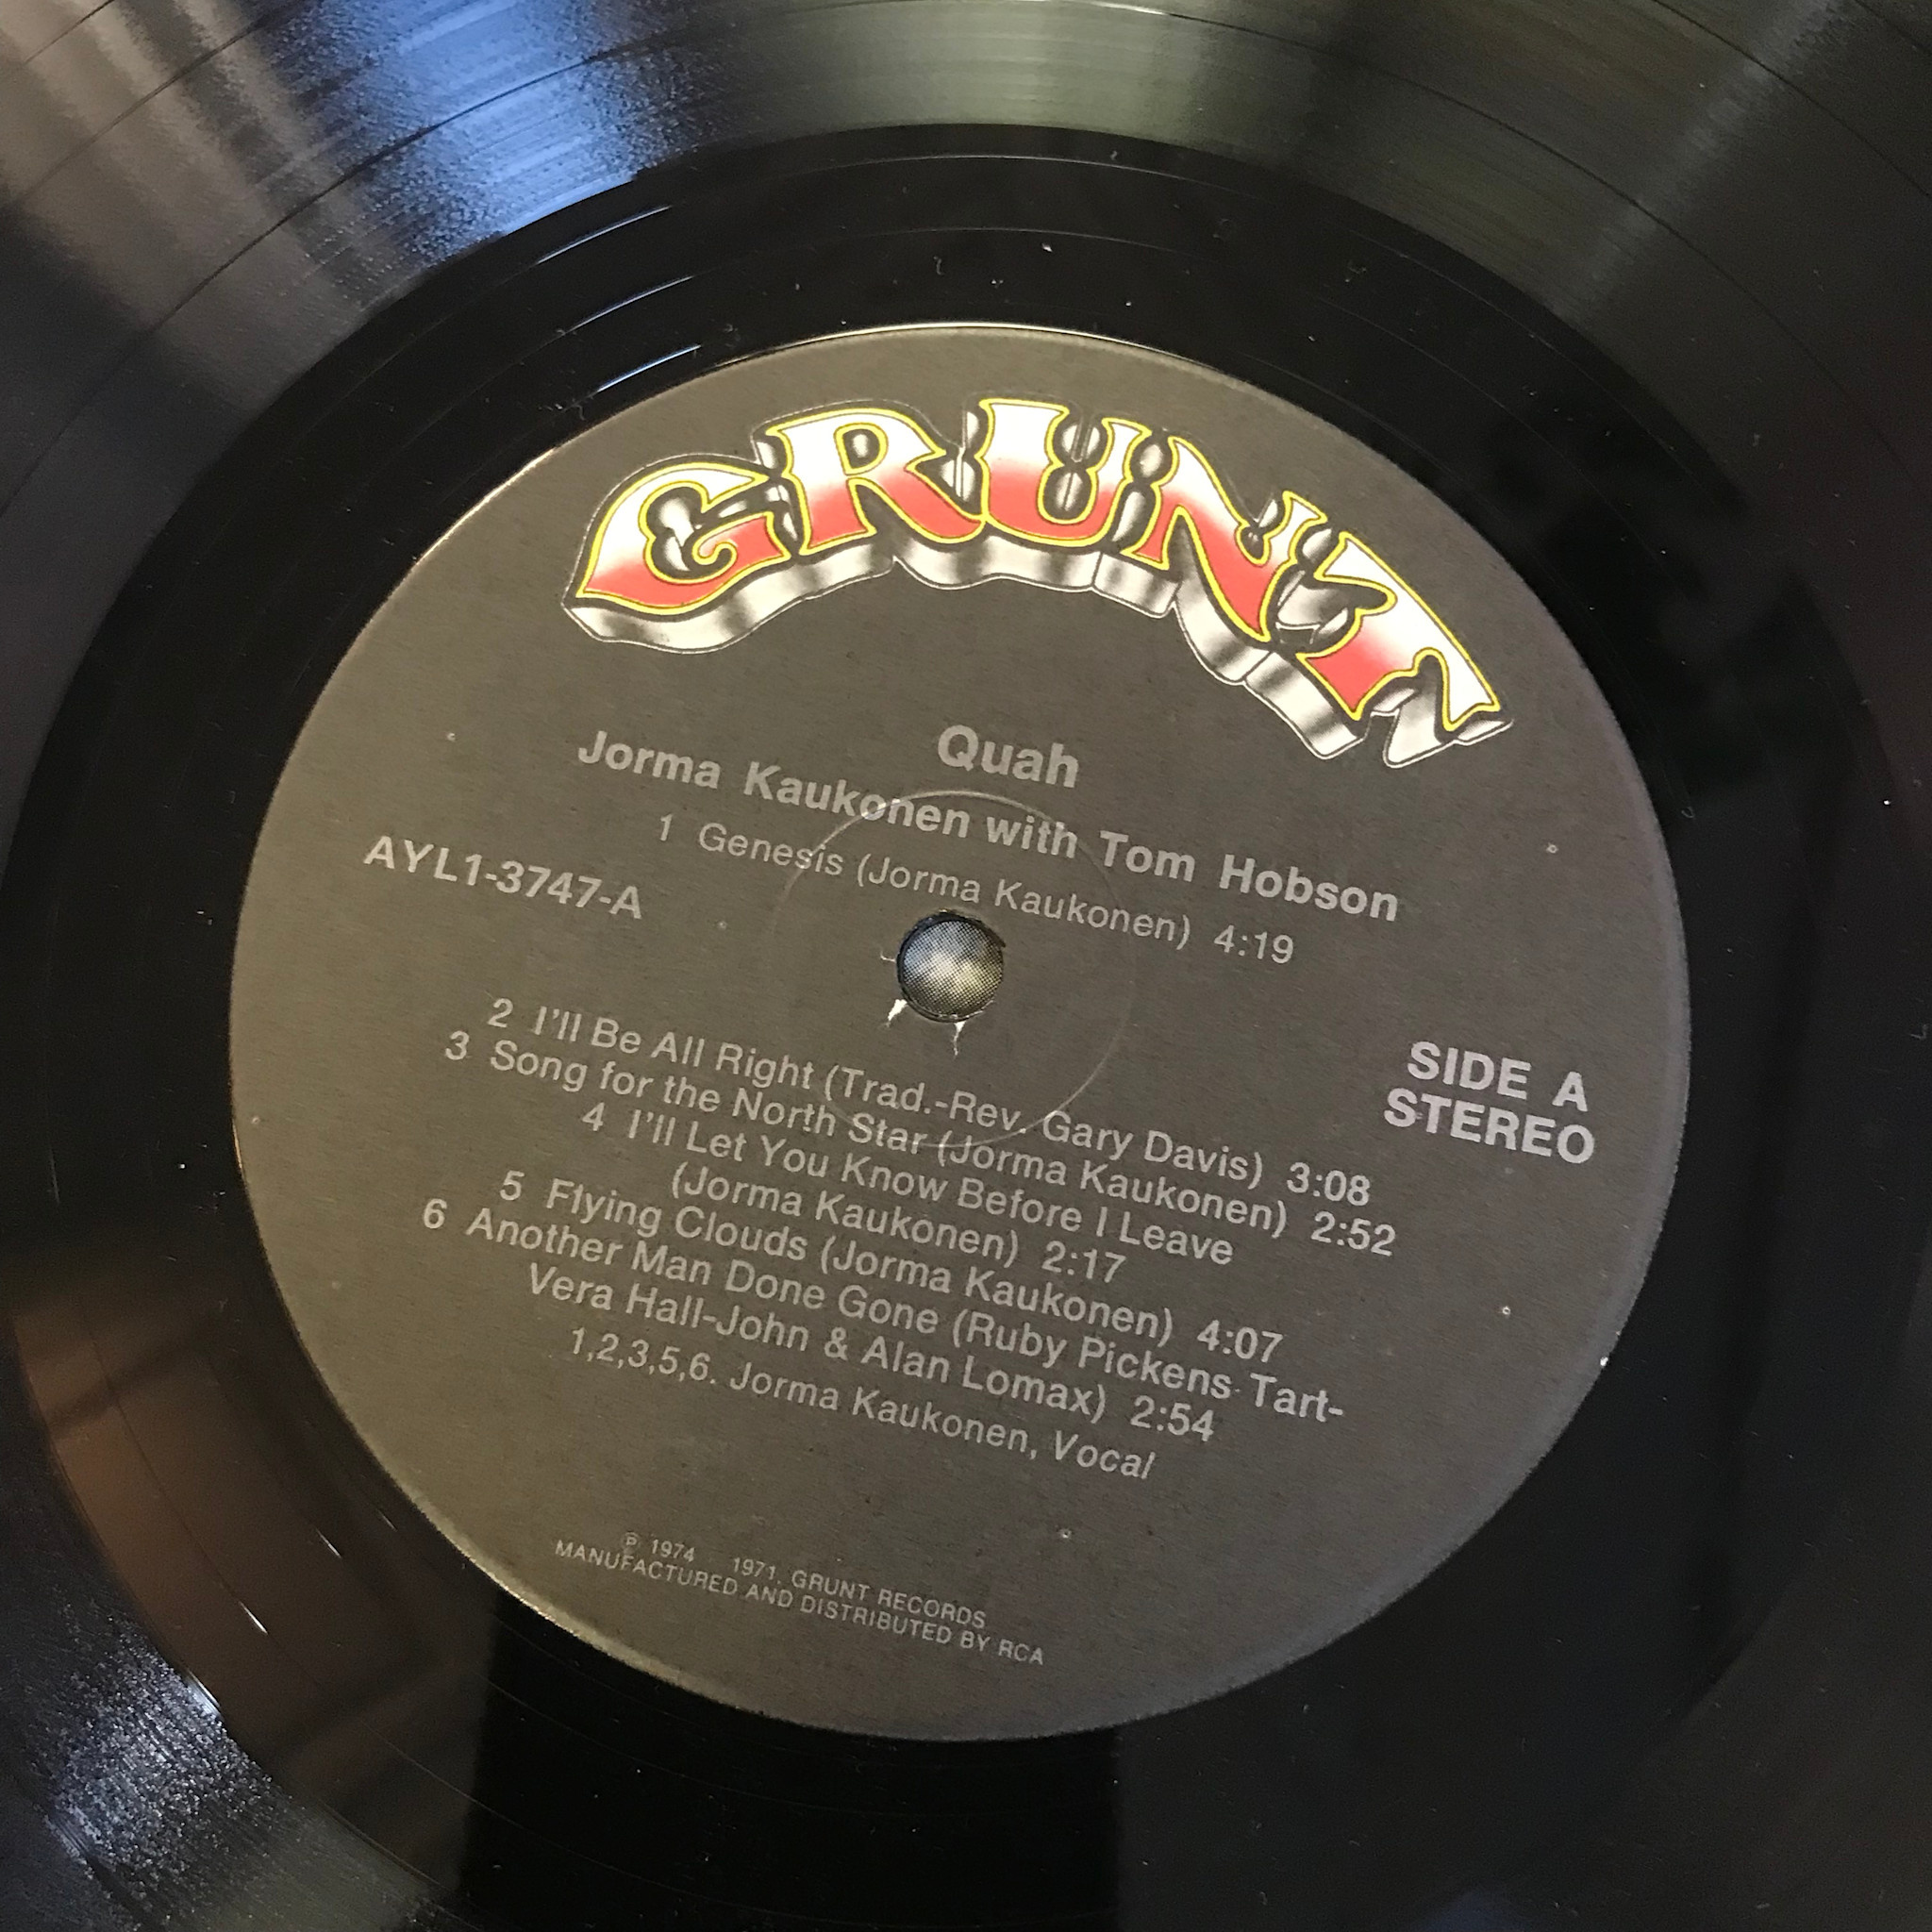 GRUNT
Quah
Jorma Kaukonen with Tom Hobson
1 Genesis (Jorma Kaukonen) 4:19
AYL1-3747-A
SIDE A
STEREO
2 I'll Be All Right (Trad.-Rev. Gary Davis) 3:08
3 Song for the North Star (Jorma Kaukonen) 2:52
4 I'll Let You Know Before I Leave
(Jorma Kaukonen) 2:17
5 Flying Clouds (Jorma Kaukonen) 4:07
6 Another Man Done Gone (Ruby Pickens Tart-
Vera Hall-John & Alan Lomax) 2:54
1,2,3,5,6. Jorma Kaukonen, Vocal
℗ 1974 1971. GRUNT RECORDS
MANUFACTURED AND DISTRIBUTED BY RCA